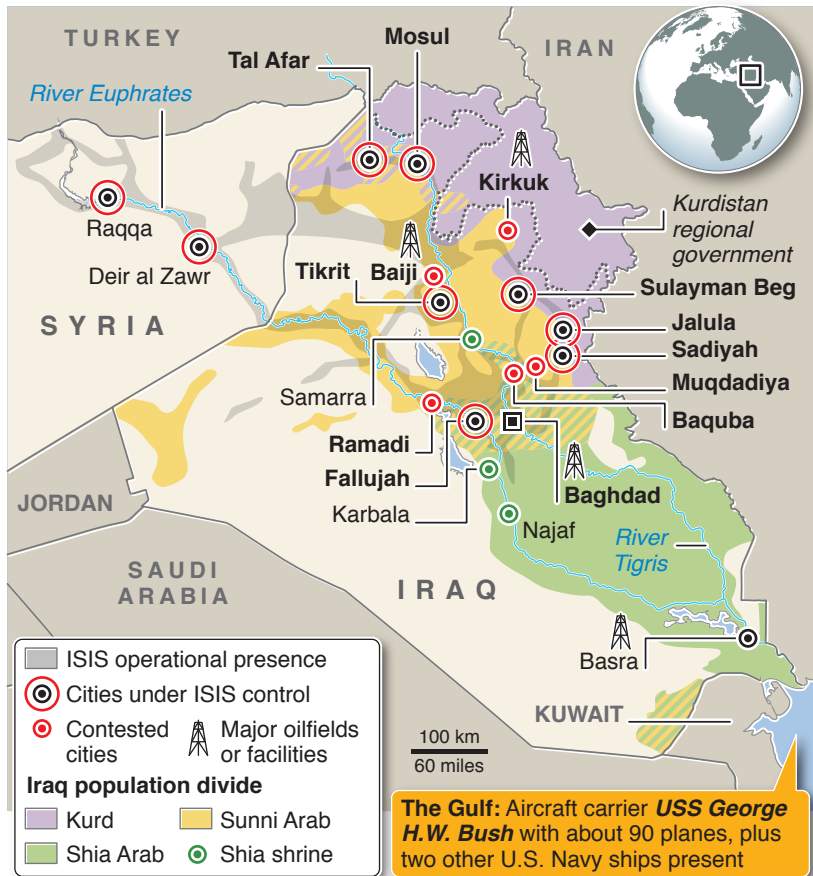 TURKEY
Mosul
IRAN
Tal Afar
River Euphrates
Kirkuk
Raqqa
Kurdistan
regional
government
Deir al Zawr
Tikrit
Baiji
Sulayman Beg
SYRIA
Jalula
Sadiyah
Samarra
Muqdadiya
Baquba
Ramadi
Fallujah
Baghdad
JORDAN
Karbala
Najaf
River
Tigris
SAUDI
ARABIA
IRAQ
Basra
KUWAIT
ISIS operational presence
Cities under ISIS control
Contested
cities
Major oilfields
or facilities
Iraq population divide
Kurd
Sunni Arab
Shia Arab
Shia shrine
100 km
60 miles
The Gulf: Aircraft carrier USS George
H.W. Bush with about 90 planes, plus
two other U.S. Navy ships present